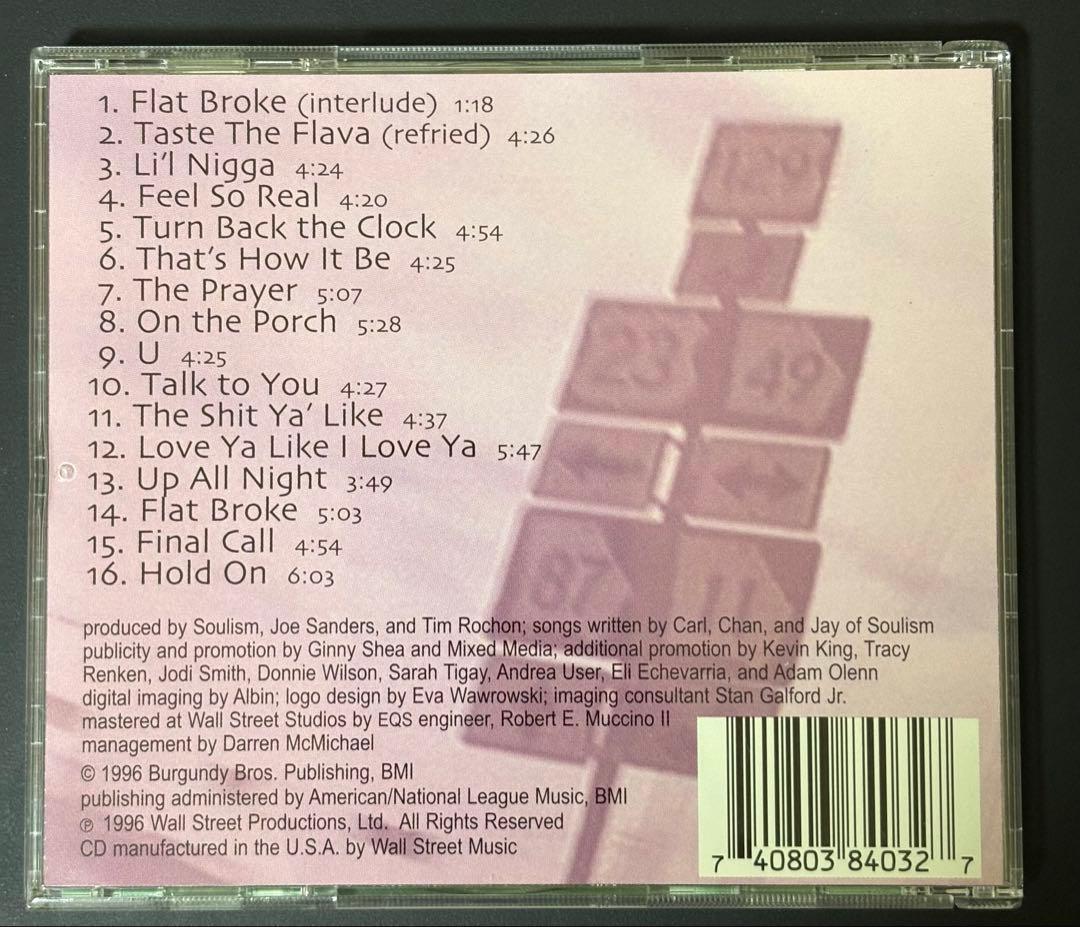 1. Flat Broke (interlude) 1:18
2. Taste The Flava (refried) 4:26
3. Li'l Nigga 4:24
4. Feel So Real 4:20
5. Turn Back the Clock 4:54
6. That's How It Be 4:25
7. The Prayer 5:07
8. On the Porch 5:28
9. U 4:25
10. Talk to You 4:27
11. The Shit Ya' Like 4:37
12. Love Ya Like I Love Ya 5:47
13. Up All Night 3:49
14. Flat Broke 5:03
15. Final Call 4:54
16. Hold On 6:03
23 49
87 11
produced by Soulism, Joe Sanders, and Tim Rochon; songs written by Carl, Chan, and Jay of Soulism
publicity and promotion by Ginny Shea and Mixed Media; additional promotion by Kevin King, Tracy
Renken, Jodi Smith, Donnie Wilson, Sarah Tigay, Andrea User, Eli Echevarria, and Adam Olenn
digital imaging by Albin; logo design by Eva Wawrowski; imaging consultant Stan Galford Jr.
mastered at Wall Street Studios by EQS engineer, Robert E. Muccino II
management by Darren McMichael
© 1996 Burgundy Bros. Publishing, BMI
publishing administered by American/National League Music, BMI
℗ 1996 Wall Street Productions, Ltd. All Rights Reserved
CD manufactured in the U.S.A. by Wall Street Music
7 40803 84032 7